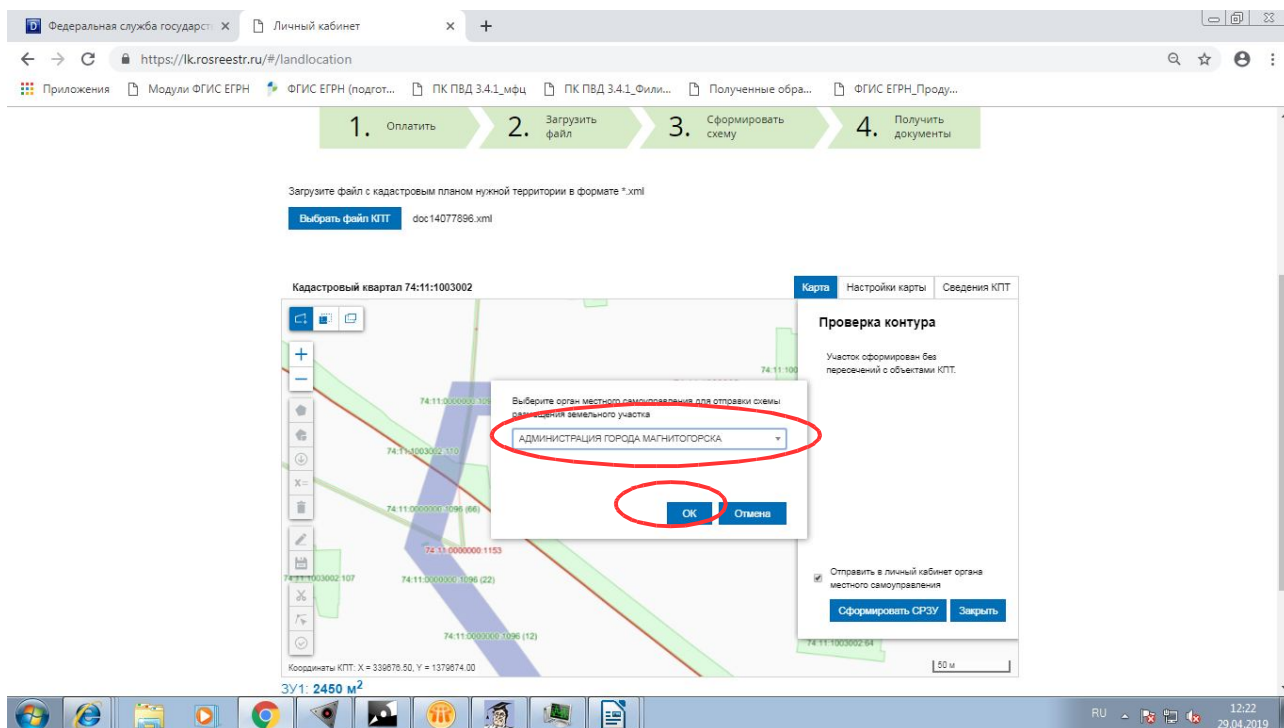 Федеральная служба государст
Личный кабинет
https://lk.rosreestr.ru/#/landlocation
Приложения
Модули ФГИС ЕГРН
ФГИС ЕГРН (подгот...
ПК ПВД 3.4.1_мфц
ПК ПВД 3.4.1_Фили...
Полученные обра...
ФГИС ЕГРН_Проду...
1. Оплатить
2. Загрузить файл
3. Сформировать схему
4. Получить документы
Загрузите файл с кадастровым планом нужной территории в формате *.xml
Выбрать файл КПТ
doc14077896.xml
Кадастровый квартал 74:11:1003002
Карта
Настройки карты
Сведения КПТ
Проверка контура
Участок сформирован без
пересечений с объектами КПТ.
74:11:100
74:11:0000000:109
Выберите орган местного самоуправления для отправки схемы
размещения земельного участка
АДМИНИСТРАЦИЯ ГОРОДА МАГНИТОГОРСКА
74:11:1003002:110
X=
74:11:0000000:1096 (66)
ОК
Отмена
74:11:0000000:1153
74:11:1003002:107
74:11:0000000:1096 (22)
Отправить в личный кабинет органа
местного самоуправления
Сформировать СРЗУ
Закрыть
74:11:0000000:1096 (12)
74:11:1003002:64
Координаты КПТ: X = 339676.50, Y = 1379674.00
50 м
ЗУ1: 2450 м2
RU
12:22
29.04.2019